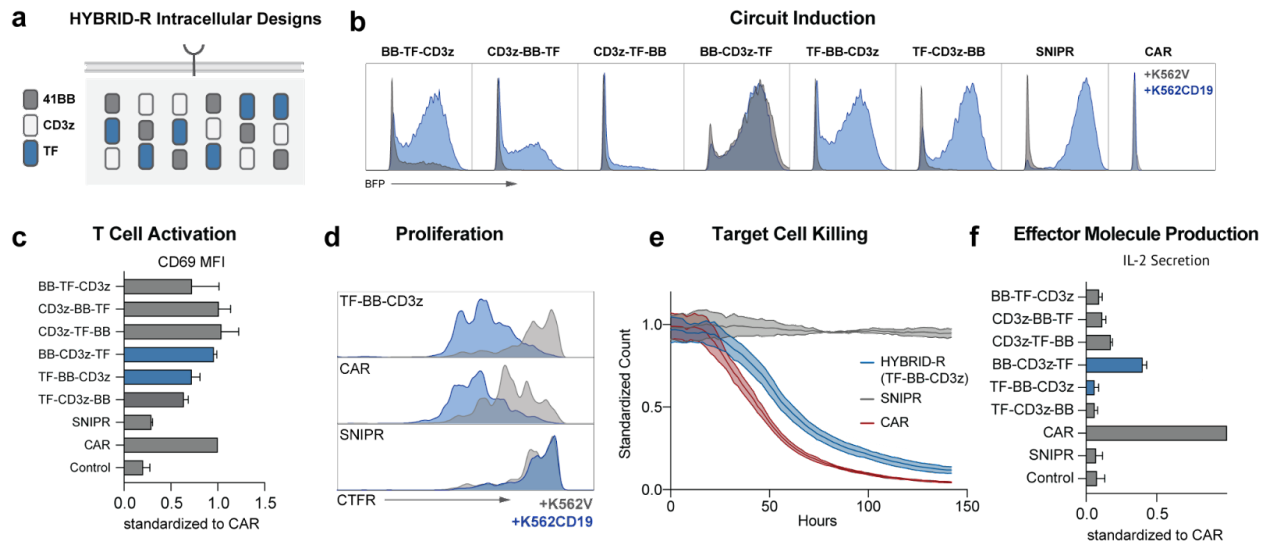 a HYBRID-R Intracellular Designs
41BB
CD3z
TF
b Circuit Induction
BB-TF-CD3z CD3z-BB-TF CD3z-TF-BB BB-CD3z-TF TF-BB-CD3z TF-CD3z-BB SNIPR CAR
+K562V
+K562CD19
BFP
c T Cell Activation
CD69 MFI
BB-TF-CD3z
CD3z-BB-TF
CD3z-TF-BB
BB-CD3z-TF
TF-BB-CD3z
TF-CD3z-BB
SNIPR
CAR
Control
0.0 0.5 1.0 1.5
standardized to CAR
d Proliferation
TF-BB-CD3z
CAR
SNIPR
CTFR
+K562V
+K562CD19
e Target Cell Killing
Standardized Count
1.0
0.5
0.0
HYBRID-R
(TF-BB-CD3z)
SNIPR
CAR
0 50 100 150
Hours
f Effector Molecule Production
IL-2 Secretion
BB-TF-CD3z
CD3z-BB-TF
CD3z-TF-BB
BB-CD3z-TF
TF-BB-CD3z
TF-CD3z-BB
CAR
SNIPR
Control
0.0 0.5
standardized to CAR